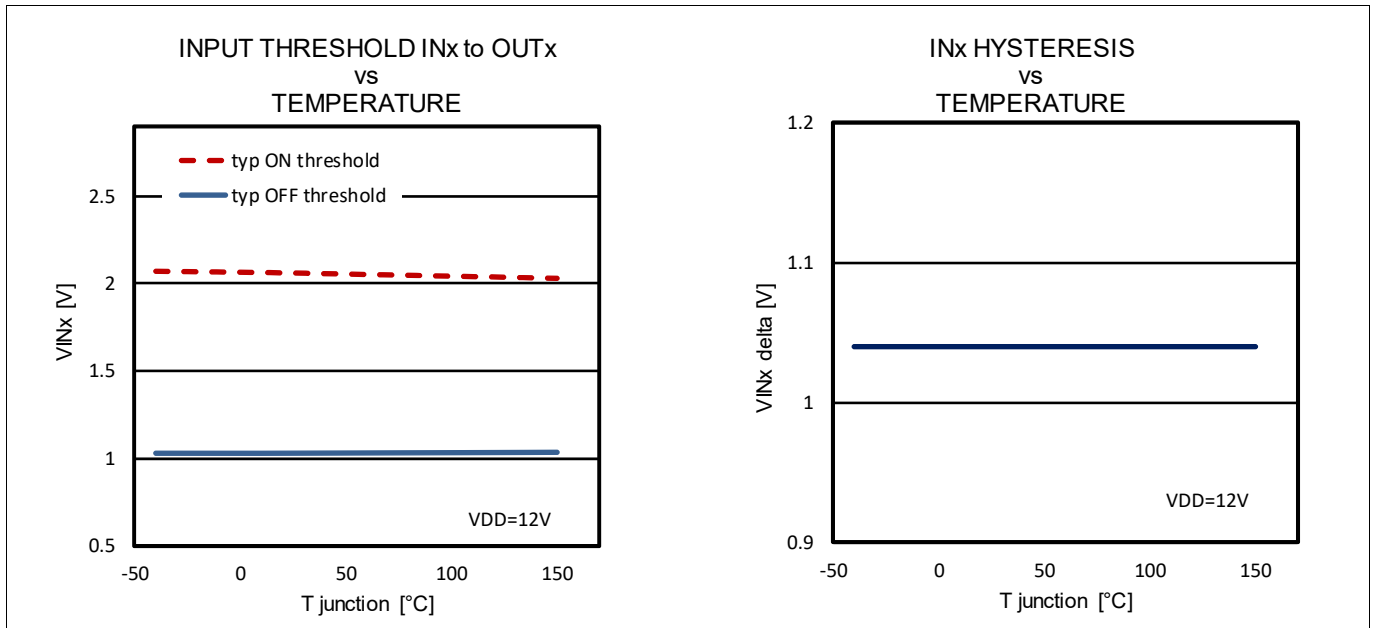 INPUT THRESHOLD INx to OUTx
vs
TEMPERATURE
typ ON threshold
typ OFF threshold
2.5
2
1.5
1
0.5
VINx [V]
VDD=12V
-50
0
50
100
150
T junction [°C]
INx HYSTERESIS
vs
TEMPERATURE
1.2
1.1
1
0.9
VINx delta [V]
VDD=12V
-50
0
50
100
150
T junction [°C]